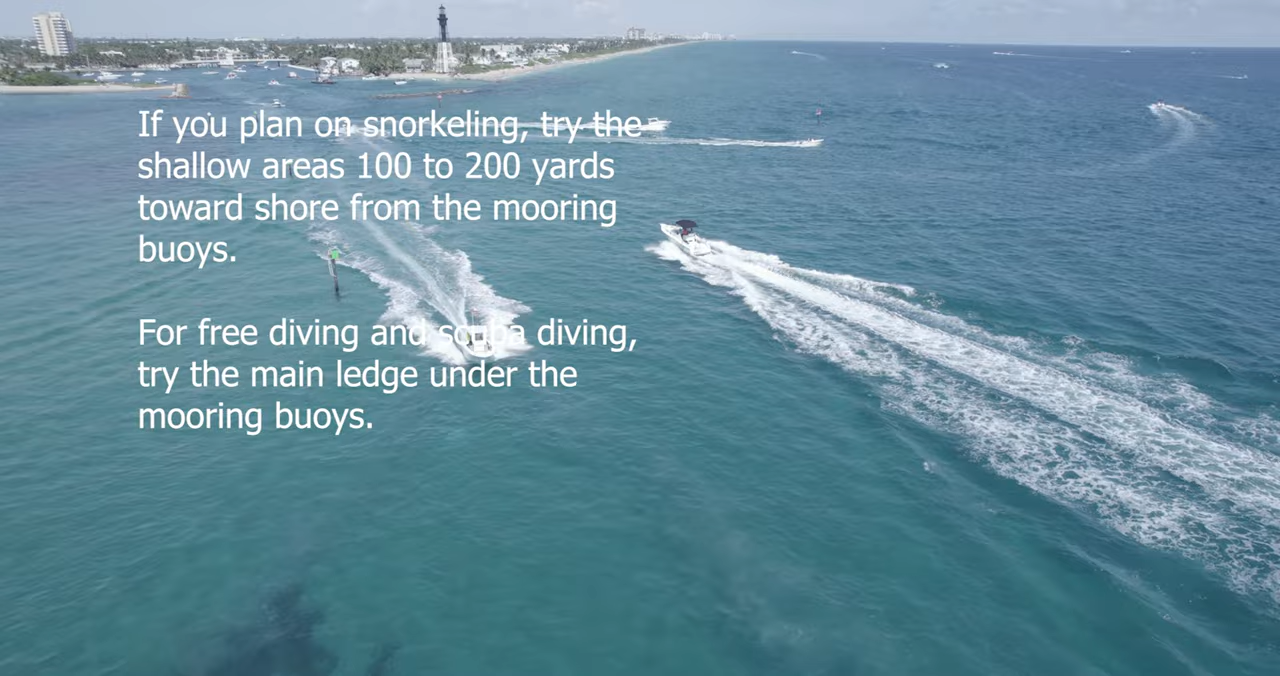 If you plan on snorkeling, try the
shallow areas 100 to 200 yards
toward shore from the mooring
buoys.
For free diving and scuba diving,
try the main ledge under the
mooring buoys.